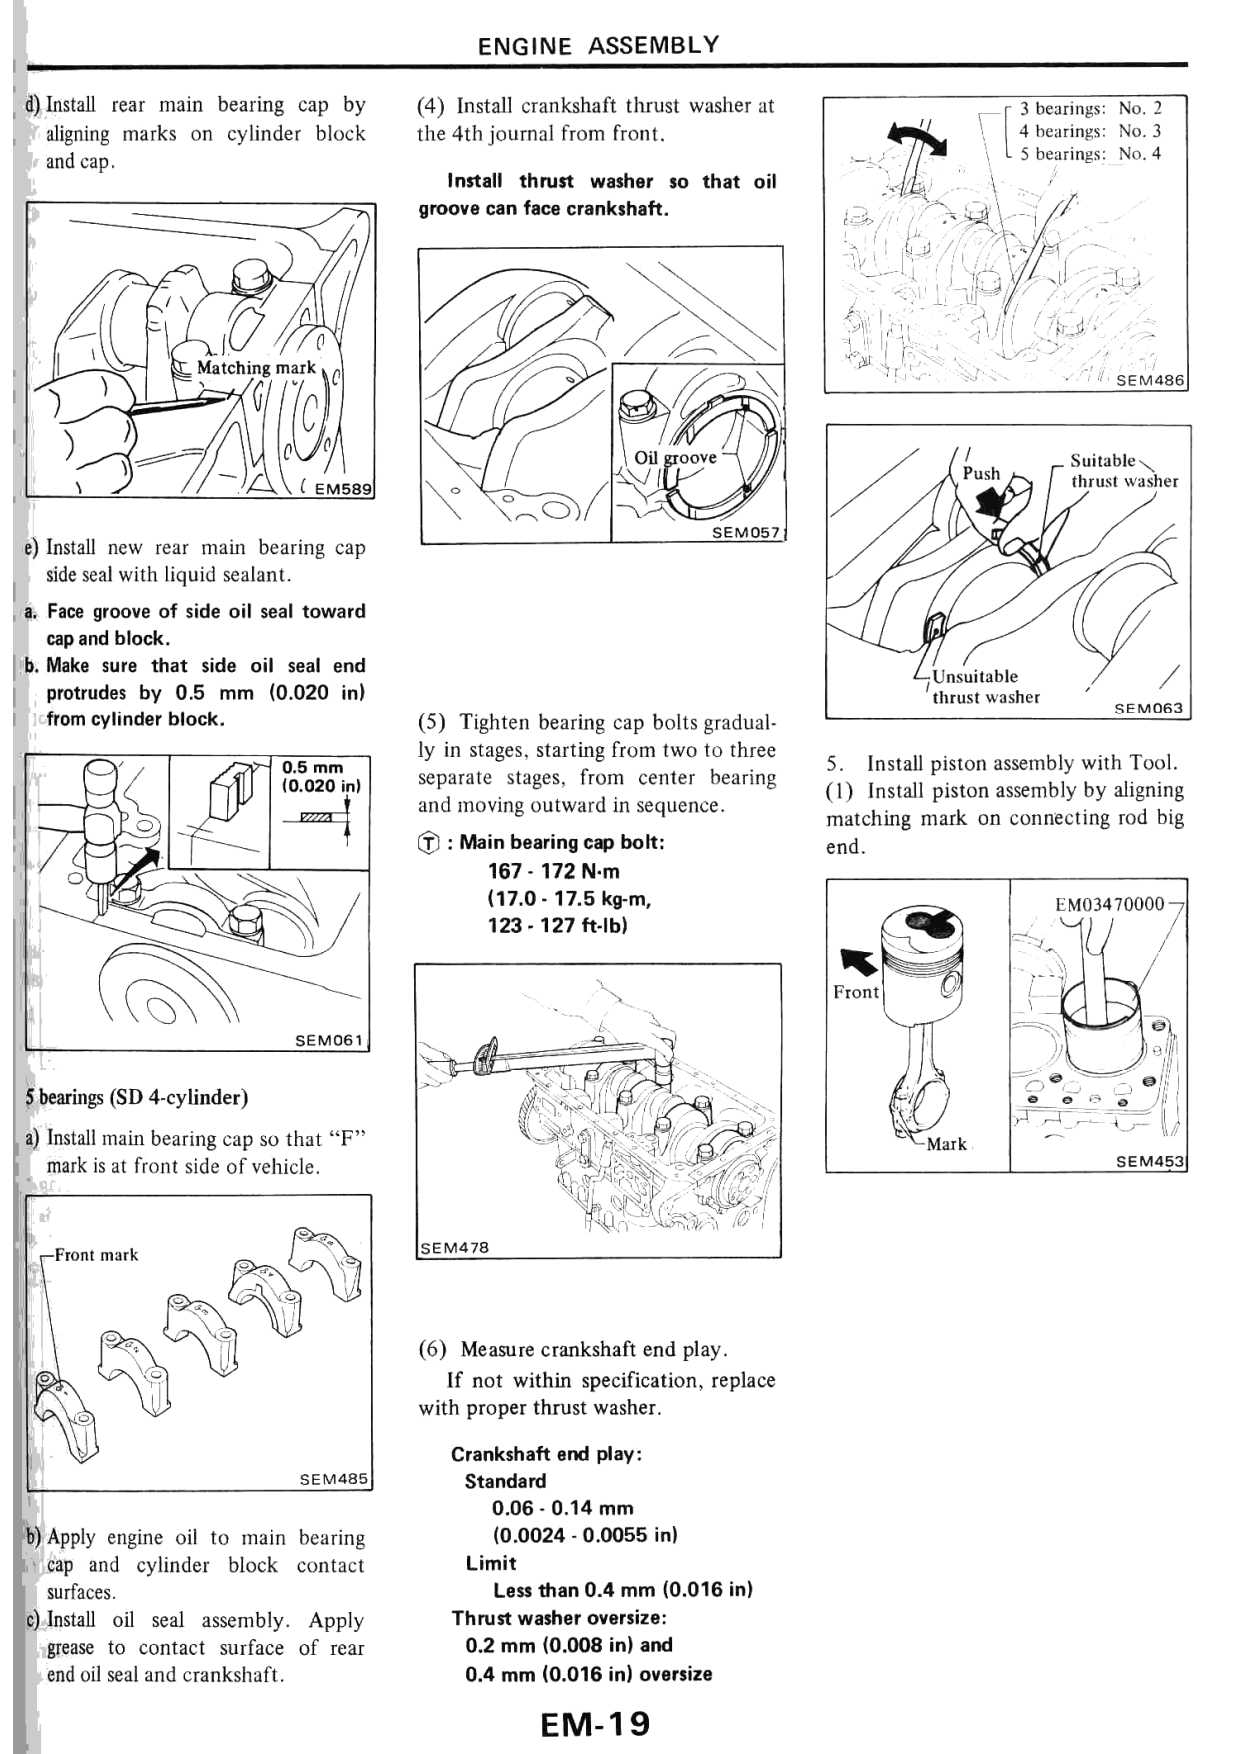 ENGINE ASSEMBLY
d) Install rear main bearing cap by
aligning marks on cylinder block
and cap.
Matching mark
EM589
e) Install new rear main bearing cap
side seal with liquid sealant.
a. Face groove of side oil seal toward
cap and block.
b. Make sure that side oil seal end
protrudes by 0.5 mm (0.020 in)
from cylinder block.
0.5 mm
(0.020 in)
SEM061
5 bearings (SD 4-cylinder)
a) Install main bearing cap so that “F”
mark is at front side of vehicle.
Front mark
SEM485
b) Apply engine oil to main bearing
cap and cylinder block contact
surfaces.
c) Install oil seal assembly. Apply
grease to contact surface of rear
end oil seal and crankshaft.
(4) Install crankshaft thrust washer at
the 4th journal from front.
Install thrust washer so that oil
groove can face crankshaft.
Oil groove
SEM057
(5) Tighten bearing cap bolts gradual-
ly in stages, starting from two to three
separate stages, from center bearing
and moving outward in sequence.
Ⓣ : Main bearing cap bolt:
167 - 172 N·m
(17.0 - 17.5 kg-m,
123 - 127 ft-lb)
SEM478
(6) Measure crankshaft end play.
If not within specification, replace
with proper thrust washer.
Crankshaft end play:
Standard
0.06 - 0.14 mm
(0.0024 - 0.0055 in)
Limit
Less than 0.4 mm (0.016 in)
Thrust washer oversize:
0.2 mm (0.008 in) and
0.4 mm (0.016 in) oversize
3 bearings: No. 2
4 bearings: No. 3
5 bearings: No. 4
SEM486
Push
Suitable
thrust washer
Unsuitable
thrust washer
SEM063
5. Install piston assembly with Tool.
(1) Install piston assembly by aligning
matching mark on connecting rod big
end.
EM03470000
Front
Mark
SEM453
EM-19